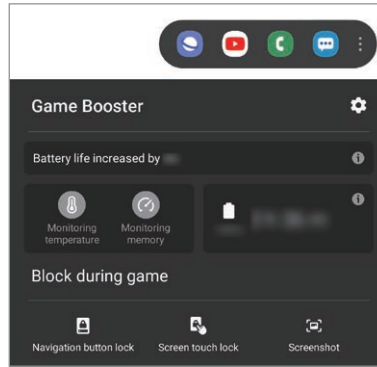 Game Booster
Battery life increased by
Monitoring temperature
Monitoring memory
Block during game
Navigation button lock
Screen touch lock
Screenshot